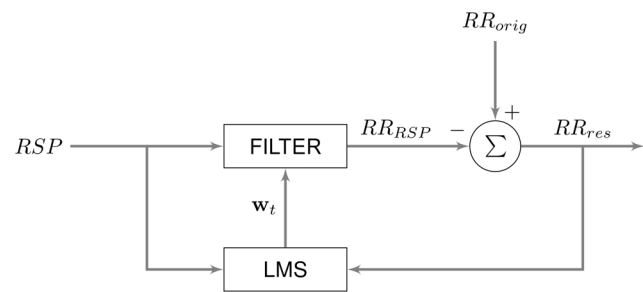 RR_orig
RSP
FILTER
RR_RSP
−
+
∑
RR_res
w_t
LMS